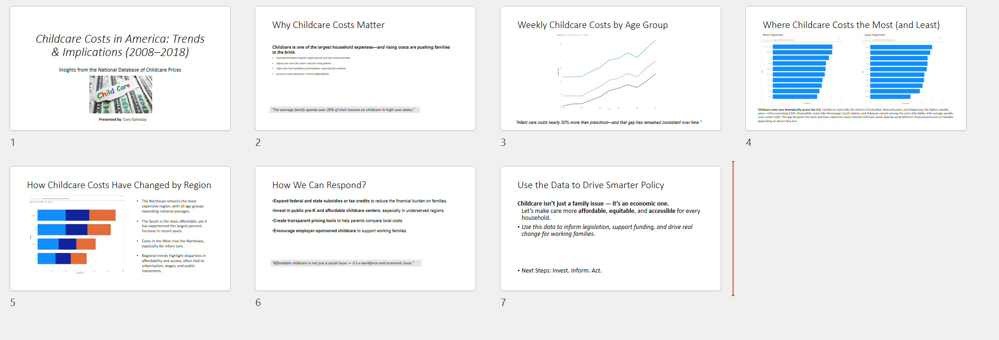 Childcare Costs in America: Trends
& Implications (2008–2018)
Insights from the National Database of Childcare Prices
Child Care
Presented by: Cory Golladay
1
Why Childcare Costs Matter
Childcare is one of the largest household expenses—and rising costs are pushing families
to the brink.
• Disproportionately impacts single parents and low-income families
• Infant care costs the most—and are rising fastest
• High costs limit workforce participation, especially for mothers
• Access to early education is tied to affordability
"The average family spends over 20% of their income on childcare in high-cost states."
2
Weekly Childcare Costs by Age Group
Age Group
"Infant care costs nearly 30% more than preschool—and that gap has remained consistent over time."
3
Where Childcare Costs the Most (and Least)
Most Expensive
Least Expensive
Childcare costs vary dramatically across the U.S. Families in states like the District of Columbia, Massachusetts, and Hawaii pay the highest weekly
rates—often exceeding $300. Meanwhile, states like Mississippi, South Dakota, and Arkansas remain among the most affordable, with average weekly
costs under $100. The gap between the most and least expensive states exceeds $250 per week, placing vastly different financial pressures on families
depending on where they live.
4
How Childcare Costs Have Changed by Region
Age Group
Region
Average Price
• The Northeast remains the most
expensive region, with all age groups
exceeding national averages.
• The South is the most affordable, yet it
has experienced the largest percent
increase in recent years.
• Costs in the West rival the Northeast,
especially for infant care.
• Regional trends highlight disparities in
affordability and access, often tied to
urbanization, wages, and public
investment.
5
How We Can Respond?
•Expand federal and state subsidies or tax credits to reduce the financial burden on families.
•Invest in public pre-K and affordable childcare centers, especially in underserved regions.
•Create transparent pricing tools to help parents compare local costs.
•Encourage employer-sponsored childcare to support working families.
"Affordable childcare is not just a social issue — it's a workforce and economic issue."
6
Use the Data to Drive Smarter Policy
Childcare isn't just a family issue — it's an economic one.
Let's make care more affordable, equitable, and accessible for every
household.
• Use this data to inform legislation, support funding, and drive real
change for working families.
• Next Steps: Invest. Inform. Act.
7